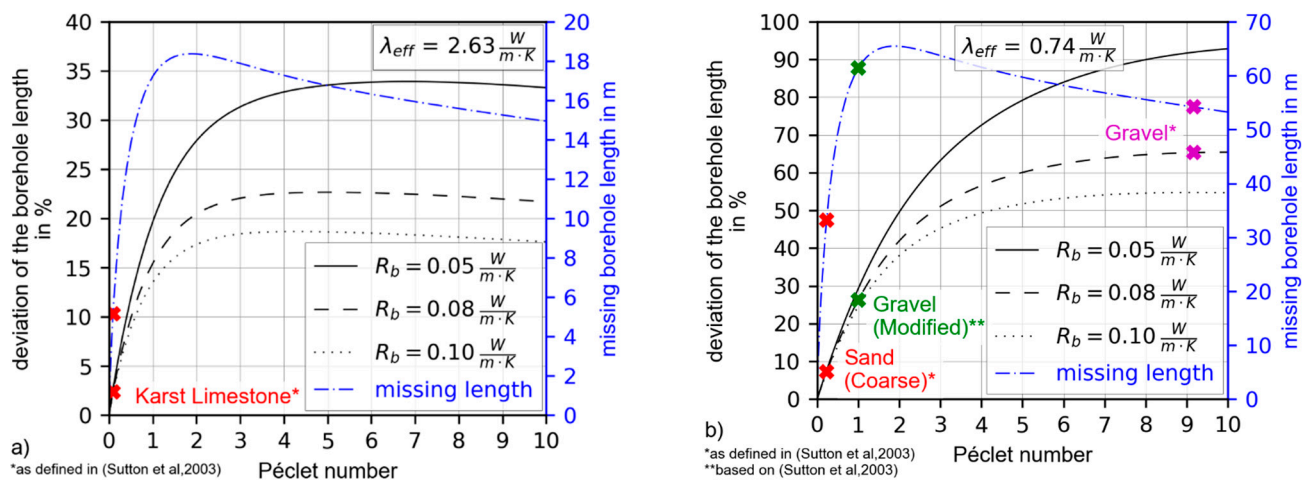 deviation of the borehole length
in %
40
35
30
25
20
15
10
5
0
λeff = 2.63 W/m·K
20
18
16
14
12
10
8
6
4
2
0
missing borehole length in m
Rb = 0.05 W/m·K
Rb = 0.08 W/m·K
Rb = 0.10 W/m·K
missing length
Karst Limestone*
0 1 2 3 4 5 6 7 8 9 10
Péclet number
a)
*as defined in (Sutton et al,2003)
deviation of the borehole length
in %
100
90
80
70
60
50
40
30
20
10
0
λeff = 0.74 W/m·K
70
60
50
40
30
20
10
0
missing borehole length in m
Gravel*
Rb = 0.05 W/m·K
Rb = 0.08 W/m·K
Rb = 0.10 W/m·K
missing length
Gravel
(Modified)**
Sand
(Coarse)*
0 1 2 3 4 5 6 7 8 9 10
Péclet number
b)
*as defined in (Sutton et al,2003)
**based on (Sutton et al,2003)